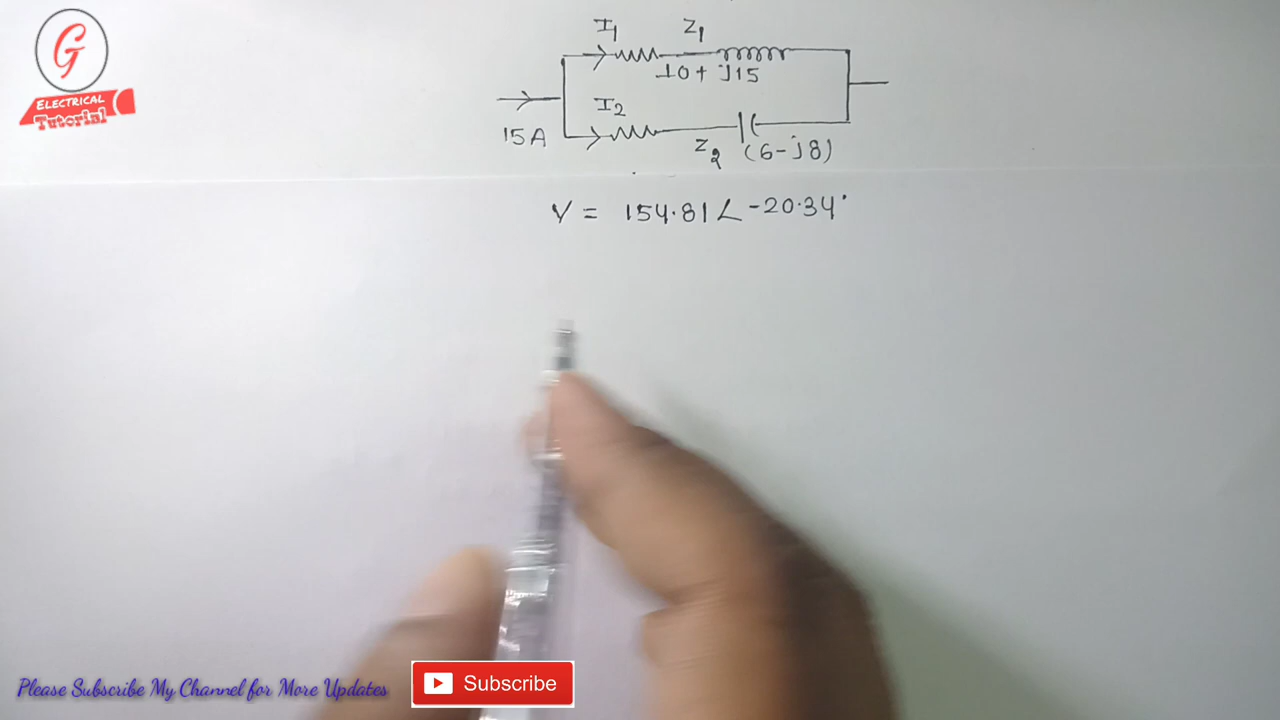 G
ELECTRICAL
Tutorial
I1 Z1
10 + j15
15A
I2
Z2 (6-j8)
V = 154.81∠-20.34°
Please Subscribe My Channel for More Updates
Subscribe